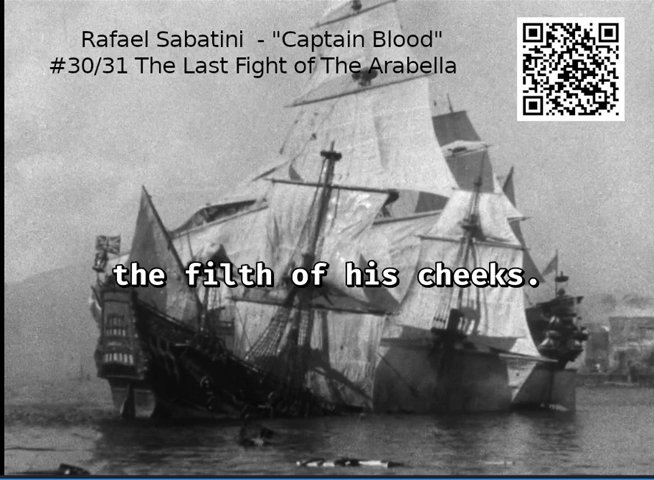 Rafael Sabatini - "Captain Blood"
#30/31 The Last Fight of The Arabella
the filth of his cheeks.